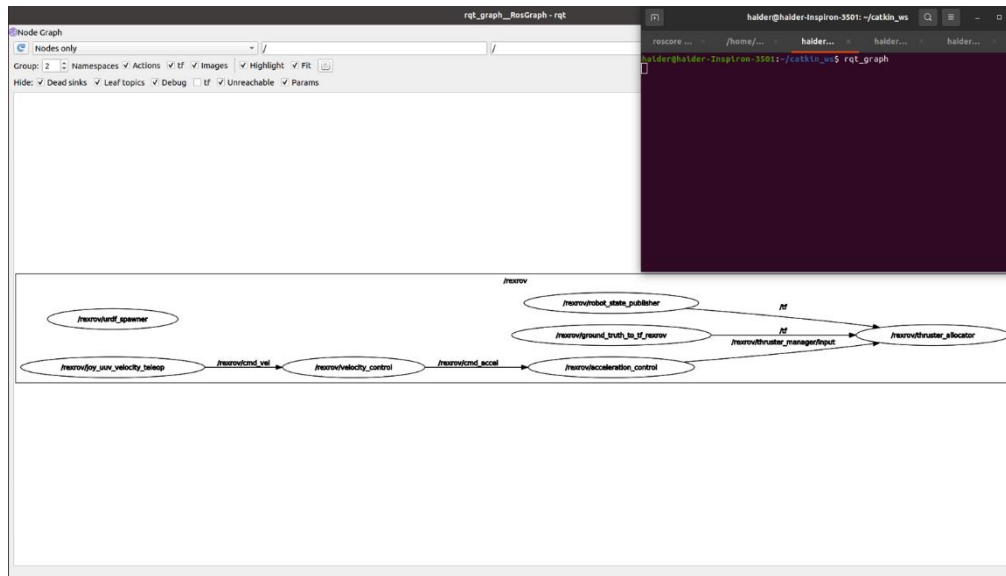 rqt_graph__RosGraph - rqt
Node Graph
Nodes only
/
/
Group: 2 Namespaces Actions tf Images Highlight Fit
Hide: Dead sinks Leaf topics Debug tf Unreachable Params
haider@haider-Inspiron-3501: ~/catkin_ws
roscore ... /home/... haider... haider... haider...
haider@haider-Inspiron-3501:~/catkin_ws$ rqt_graph
/rexrov
/rexrov/urdf_spawner
/rexrov/robot_state_publisher
/tf
/rexrov/ground_truth_to_tf_rexrov
/tf
/rexrov/thruster_manager/input
/rexrov/thruster_allocator
/rexrov/joy_uuv_velocity_teleop
/rexrov/cmd_vel
/rexrov/velocity_control
/rexrov/cmd_accel
/rexrov/acceleration_control